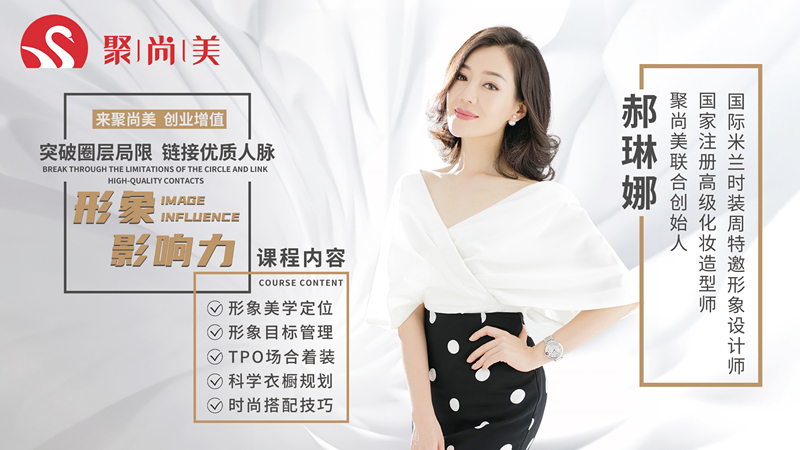 聚尚美
来聚尚美 创业增值
突破圈层局限 链接优质人脉
BREAK THROUGH THE LIMITATIONS OF THE CIRCLE AND LINK
HIGH-QUALITY CONTACTS
形象 IMAGE
INFLUENCE
影响力
课程内容
COURSE CONTENT
形象美学定位
形象目标管理
TPO场合着装
科学衣橱规划
时尚搭配技巧
国际米兰时装周特邀形象设计师
国家注册高级化妆造型师
聚尚美联合创始人
郝琳娜